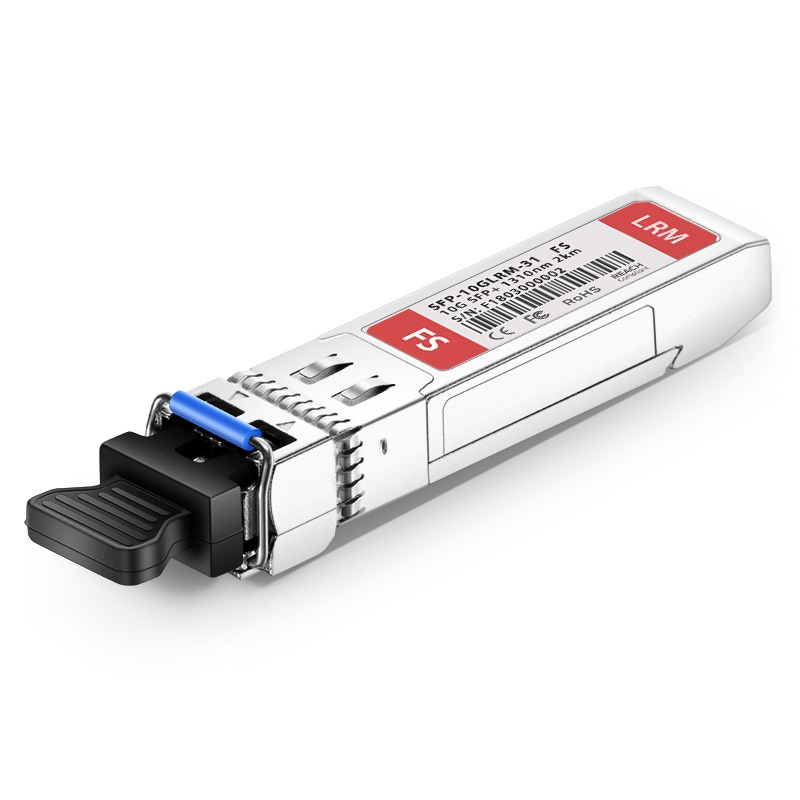 LRM
SFP-10GLRM-31 FS
10G SFP+ 1310nm 2km
S/N: F1803000002
CE FC RoHS REACH
Compliant
FS